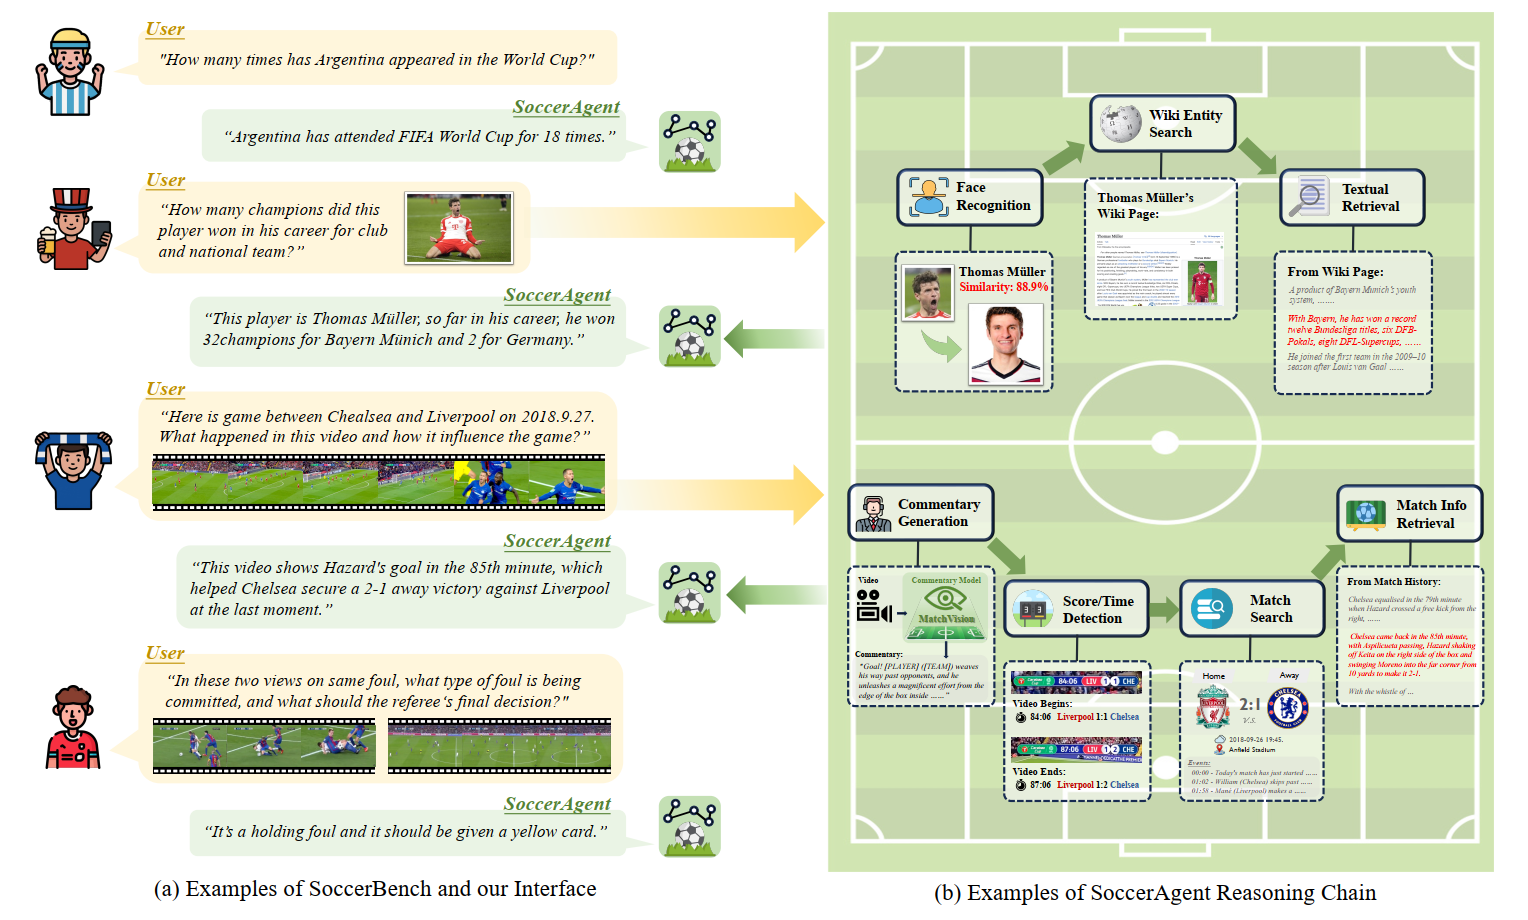 User
"How many times has Argentina appeared in the World Cup?"
SoccerAgent
“Argentina has attended FIFA World Cup for 18 times.”
User
“How many champions did this
player won in his career for club
and national team?”
SoccerAgent
“This player is Thomas Müller, so far in his career, he won
32champions for Bayern Münich and 2 for Germany.”
User
“Here is game between Chealsea and Liverpool on 2018.9.27.
What happened in this video and how it influence the game?”
SoccerAgent
“This video shows Hazard's goal in the 85th minute, which
helped Chelsea secure a 2-1 away victory against Liverpool
at the last moment.”
User
“In these two views on same foul, what type of foul is being
committed, and what should the referee‘s final decision?"
SoccerAgent
“It’s a holding foul and it should be given a yellow card.”
(a) Examples of SoccerBench and our Interface
Face
Recognition
Thomas Müller
Similarity: 88.9%
Wiki Entity
Search
Thomas Müller’s
Wiki Page:
Thomas Müller
Textual
Retrieval
From Wiki Page:
A product of Bayern Munich’s youth
system, ……
With Bayern, he has won a record
twelve Bundesliga titles, six DFB-
Pokals, eight DFL-Supercups, ……
He joined the first team in the 2009–10
season after Louis van Gaal ……
Commentary
Generation
Video
Commentary Model
MatchVision
Commentary:
"Goal! [PLAYER] ([TEAM]) weaves
his way past opponents, and he
unleashes a magnificent effort from the
edge of the box inside ……"
Score/Time
Detection
84:06 LIV 1 1 CHE
Video Begins:
84:06 Liverpool 1:1 Chelsea
87:06 LIV 1 2 CHE
Video Ends:
87:06 Liverpool 1:2 Chelsea
Match
Search
Home
Away
2:1
V.S.
2018-09-26 19:45.
Anfield Stadium
Events:
00:00 - Today's match has just started ……
01:02 - William (Chelsea) skips past ……
01:58 - Mané (Liverpool) makes a ……
Match Info
Retrieval
From Match History:
Chelsea equalised in the 79th minute
when Hazard crossed a free kick from the
right, ……
Chelsea came back in the 85th minute,
with Aspilicueta passing, Hazard shaking
off Keita on the right side of the box and
swinging Moreno into the far corner from
10 yards to make it 2-1.
With the whistle of …
(b) Examples of SoccerAgent Reasoning Chain